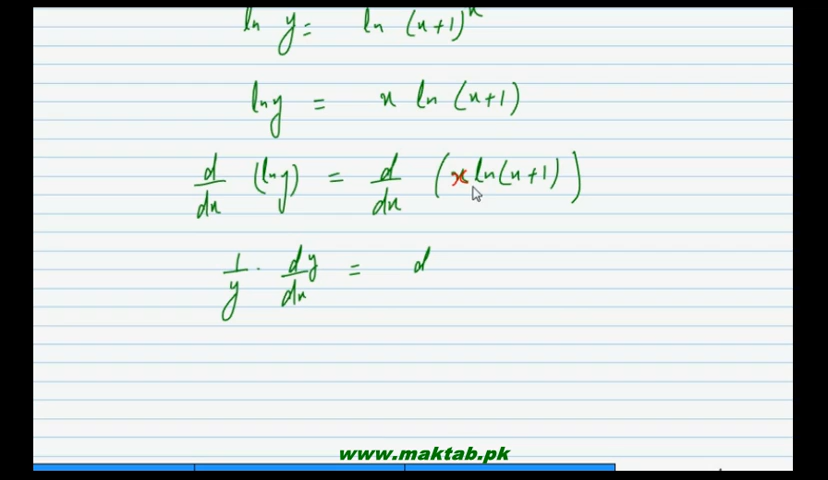 ln y = ln (x+1)^x
ln y = x ln (x+1)
d/dx (ln y) = d/dx (x ln(x+1))
1/y · dy/dx = d
www.maktab.pk